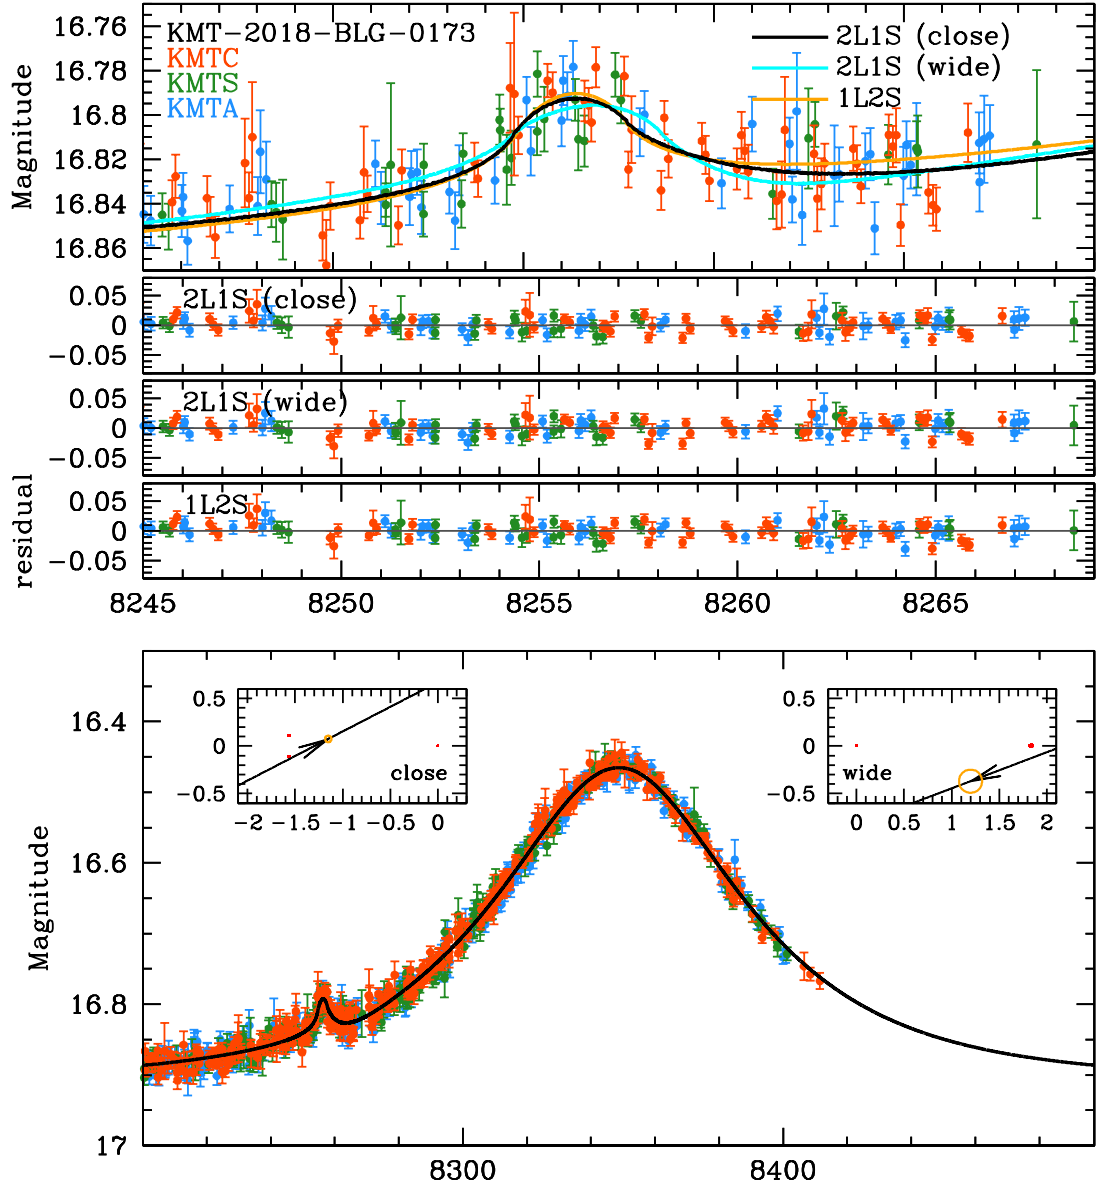 KMT-2018-BLG-0173
KMTC
KMTS
KMTA
2L1S (close)
2L1S (wide)
1L2S
Magnitude
16.76
16.78
16.8
16.82
16.84
16.86
2L1S (close)
0.05
0
-0.05
2L1S (wide)
0.05
0
-0.05
1L2S
0.05
0
-0.05
residual
8245 8250 8255 8260 8265
Magnitude
16.4
16.6
16.8
17
0.5
0
-0.5
close
-2 -1.5 -1 -0.5 0
0.5
0
-0.5
wide
0 0.5 1 1.5 2
8300 8400